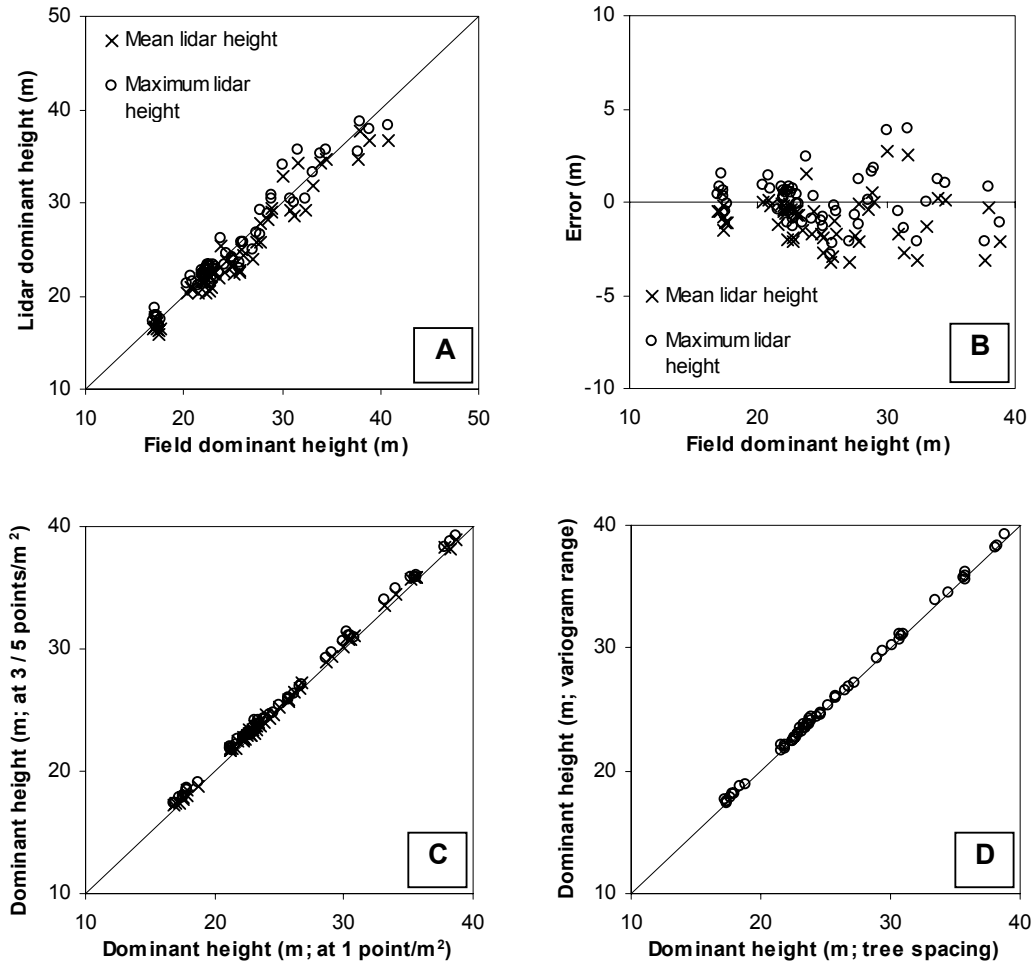 50
40
30
20
10
Lidar dominant height (m)
Mean lidar height
Maximum lidar
height
A
10 20 30 40 50
Field dominant height (m)
10
5
0
-5
-10
Error (m)
Mean lidar height
Maximum lidar
height
B
10 20 30 40
Field dominant height (m)
40
30
20
10
Dominant height (m; at 3 / 5 points/m²)
C
10 20 30 40
Dominant height (m; at 1 point/m²)
40
30
20
10
Dominant height (m; variogram range)
D
10 20 30 40
Dominant height (m; tree spacing)